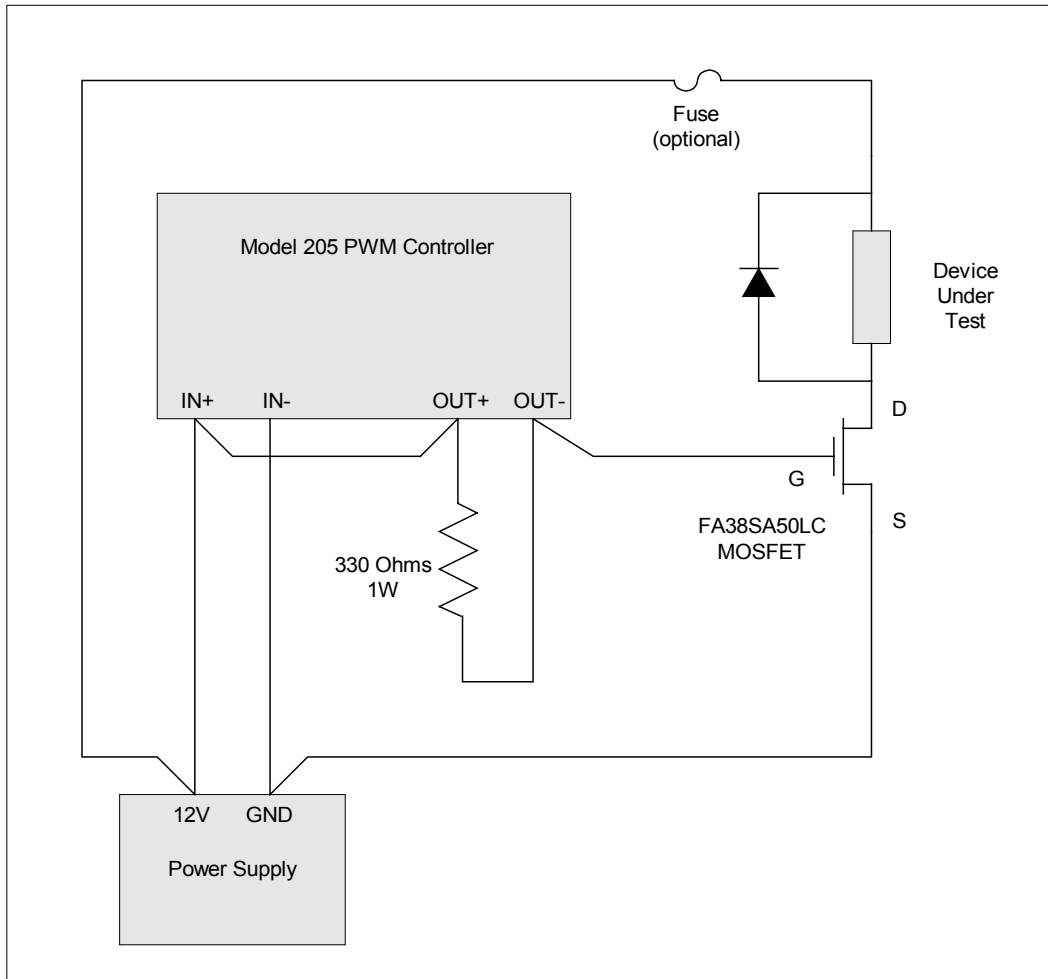 Fuse
(optional)
Model 205 PWM Controller
Device
Under
Test
IN+ IN- OUT+ OUT-
D
G
S
FA38SA50LC
MOSFET
330 Ohms
1W
12V GND
Power Supply